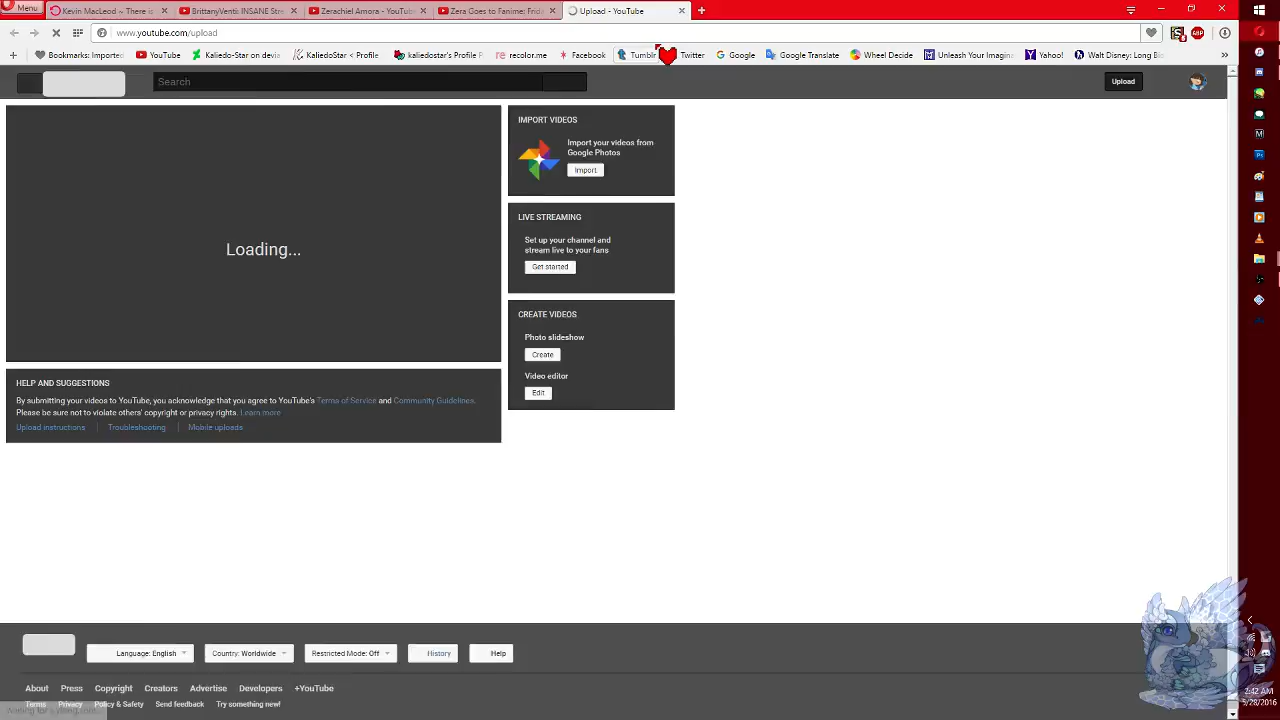 Menu
Kevin MacLeod ~ There is
BrittanyVenti: INSANE Str
Zerachiel Amora - YouTub
Zera Goes to Fanime: Frid
Upload - YouTube
www.youtube.com/upload
Bookmarks: Imported
YouTube
Kaliedo-Star on devia
KaliedoStar < Profile
kaliedostar's Profile P
recolor.me
Facebook
Tumblr
Twitter
Google
Google Translate
Wheel Decide
Unleash Your Imagina
Yahoo!
Walt Disney: Long Bea
Search
Upload
Loading...
IMPORT VIDEOS
Import your videos from
Google Photos
Import
LIVE STREAMING
Set up your channel and
stream live to your fans
Get started
CREATE VIDEOS
Photo slideshow
Create
Video editor
Edit
HELP AND SUGGESTIONS
By submitting your videos to YouTube, you acknowledge that you agree to YouTube's Terms of Service and Community Guidelines.
Please be sure not to violate others' copyright or privacy rights. Learn more
Upload instructions
Troubleshooting
Mobile uploads
Language: English
Country: Worldwide
Restricted Mode: Off
History
Help
About Press Copyright Creators Advertise Developers +YouTube
Terms Privacy Policy & Safety Send feedback Try something new!
2:42 AM
5/28/2016